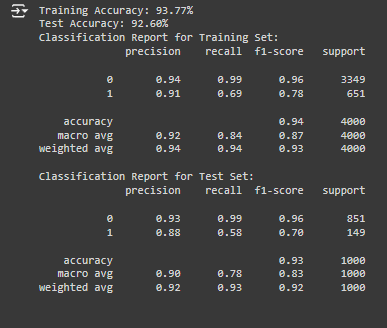 Training Accuracy: 93.77%
Test Accuracy: 92.60%
Classification Report for Training Set:
precision recall f1-score support
0 0.94 0.99 0.96 3349
1 0.91 0.69 0.78 651
accuracy 0.94 4000
macro avg 0.92 0.84 0.87 4000
weighted avg 0.94 0.94 0.93 4000
Classification Report for Test Set:
precision recall f1-score support
0 0.93 0.99 0.96 851
1 0.88 0.58 0.70 149
accuracy 0.93 1000
macro avg 0.90 0.78 0.83 1000
weighted avg 0.92 0.93 0.92 1000